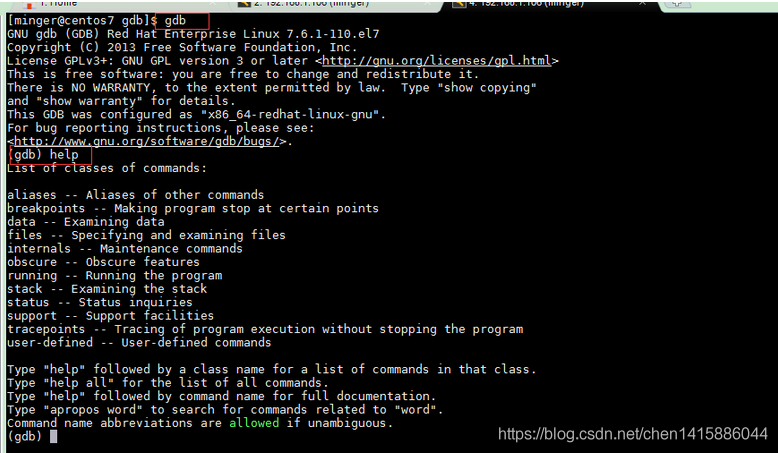 1. Home
2. 192.168.1.106 (minger)
4. 192.168.1.106 (minger)
[minger@centos7 gdb]$ gdb
GNU gdb (GDB) Red Hat Enterprise Linux 7.6.1-110.el7
Copyright (C) 2013 Free Software Foundation, Inc.
License GPLv3+: GNU GPL version 3 or later <http://gnu.org/licenses/gpl.html>
This is free software: you are free to change and redistribute it.
There is NO WARRANTY, to the extent permitted by law.  Type "show copying"
and "show warranty" for details.
This GDB was configured as "x86_64-redhat-linux-gnu".
For bug reporting instructions, please see:
<http://www.gnu.org/software/gdb/bugs/>.
(gdb) help
List of classes of commands:
aliases -- Aliases of other commands
breakpoints -- Making program stop at certain points
data -- Examining data
files -- Specifying and examining files
internals -- Maintenance commands
obscure -- Obscure features
running -- Running the program
stack -- Examining the stack
status -- Status inquiries
support -- Support facilities
tracepoints -- Tracing of program execution without stopping the program
user-defined -- User-defined commands
Type "help" followed by a class name for a list of commands in that class.
Type "help all" for the list of all commands.
Type "help" followed by command name for full documentation.
Type "apropos word" to search for commands related to "word".
Command name abbreviations are allowed if unambiguous.
(gdb)
https://blog.csdn.net/chen1415886044